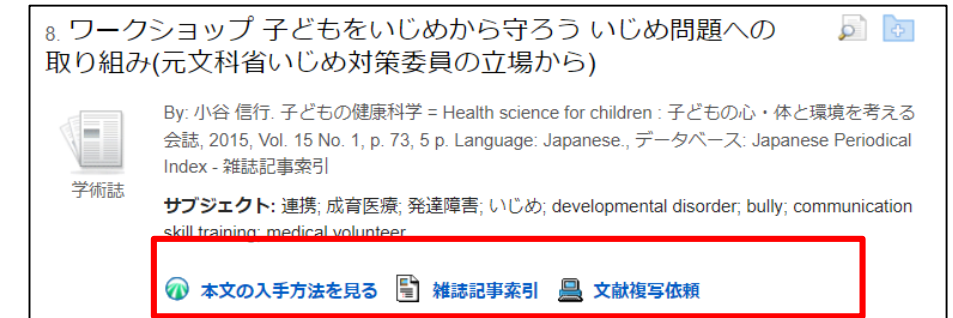 8. ワークショップ 子どもをいじめから守ろう いじめ問題への
取り組み(元文科省いじめ対策委員の立場から)
By: 小谷 信行. 子どもの健康科学 = Health science for children : 子どもの心・体と環境を考える
会誌, 2015, Vol. 15 No. 1, p. 73, 5 p. Language: Japanese., データベース: Japanese Periodical
Index - 雑誌記事索引
学術誌
サブジェクト: 連携; 成育医療; 発達障害; いじめ; developmental disorder; bully; communication
skill training; medical volunteer
本文の入手方法を見る 雑誌記事索引 文献複写依頼